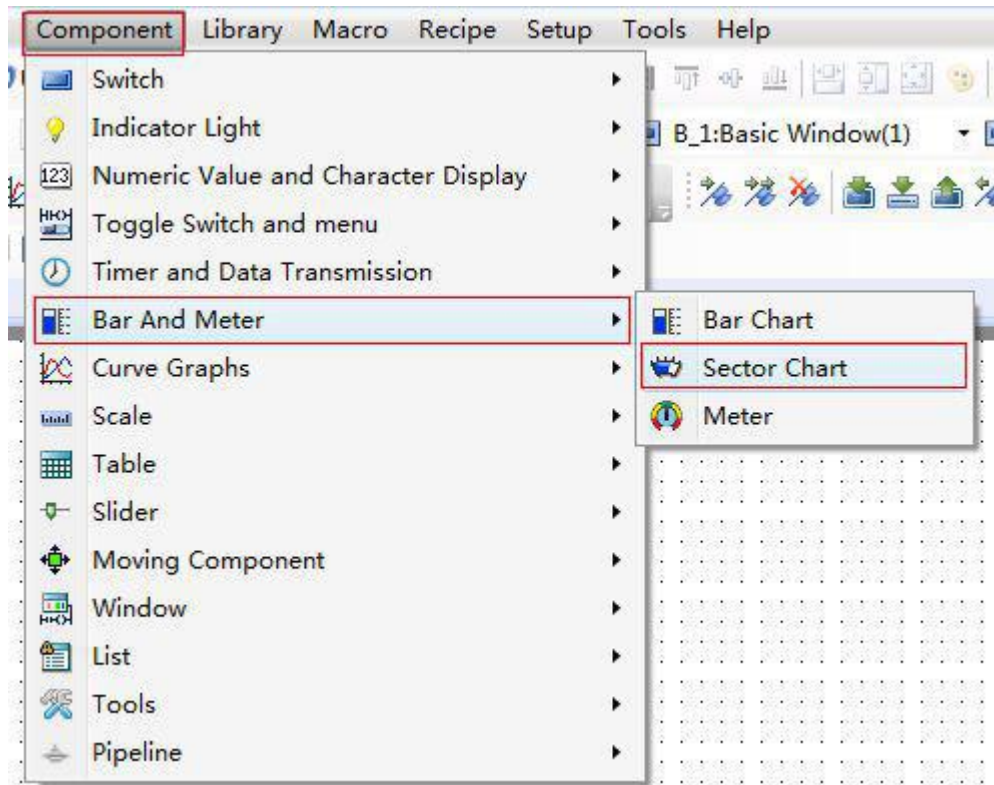 Component Library Macro Recipe Setup Tools Help
Switch
Indicator Light
B_1:Basic Window(1)
123 Numeric Value and Character Display
Toggle Switch and menu
Timer and Data Transmission
Bar And Meter
Bar Chart
Curve Graphs
Sector Chart
Scale
Meter
Table
Slider
Moving Component
Window
List
Tools
Pipeline